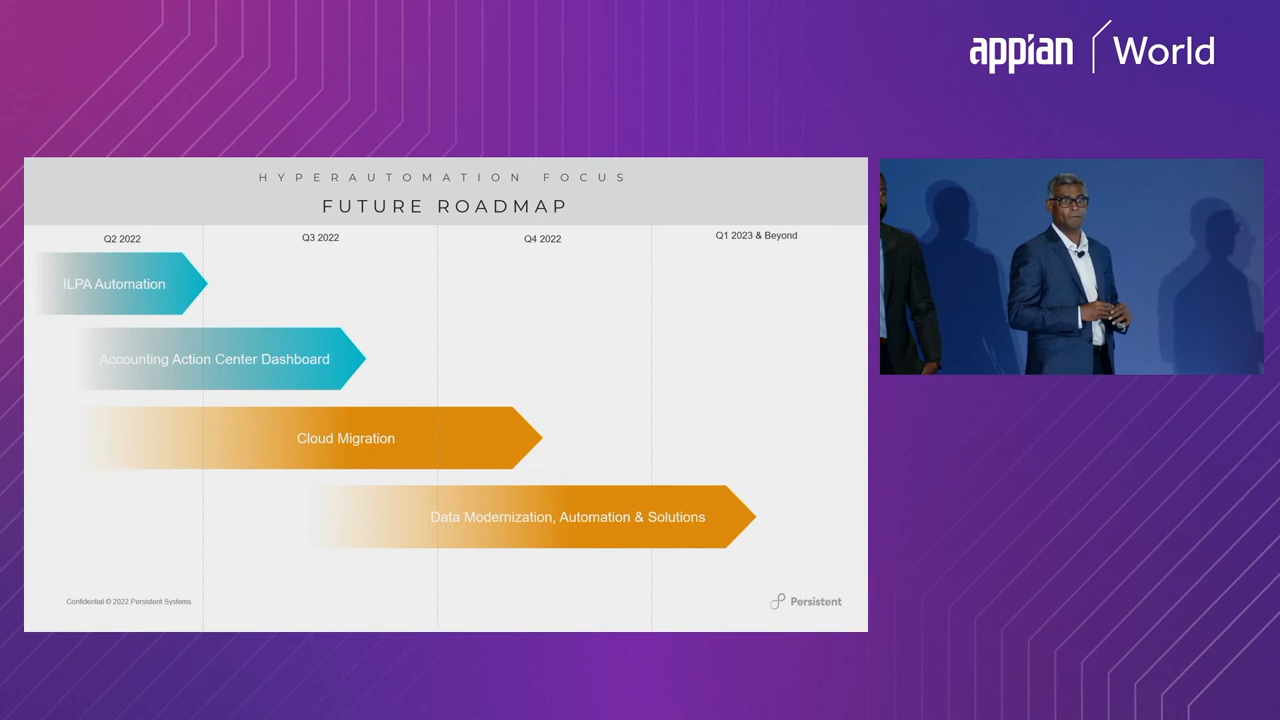 appian World
HYPERAUTOMATION FOCUS
FUTURE ROADMAP
Q2 2022
Q3 2022
Q4 2022
Q1 2023 & Beyond
ILPA Automation
Accounting Action Center Dashboard
Cloud Migration
Data Modernization, Automation & Solutions
Confidential © 2022 Persistent Systems
Persistent